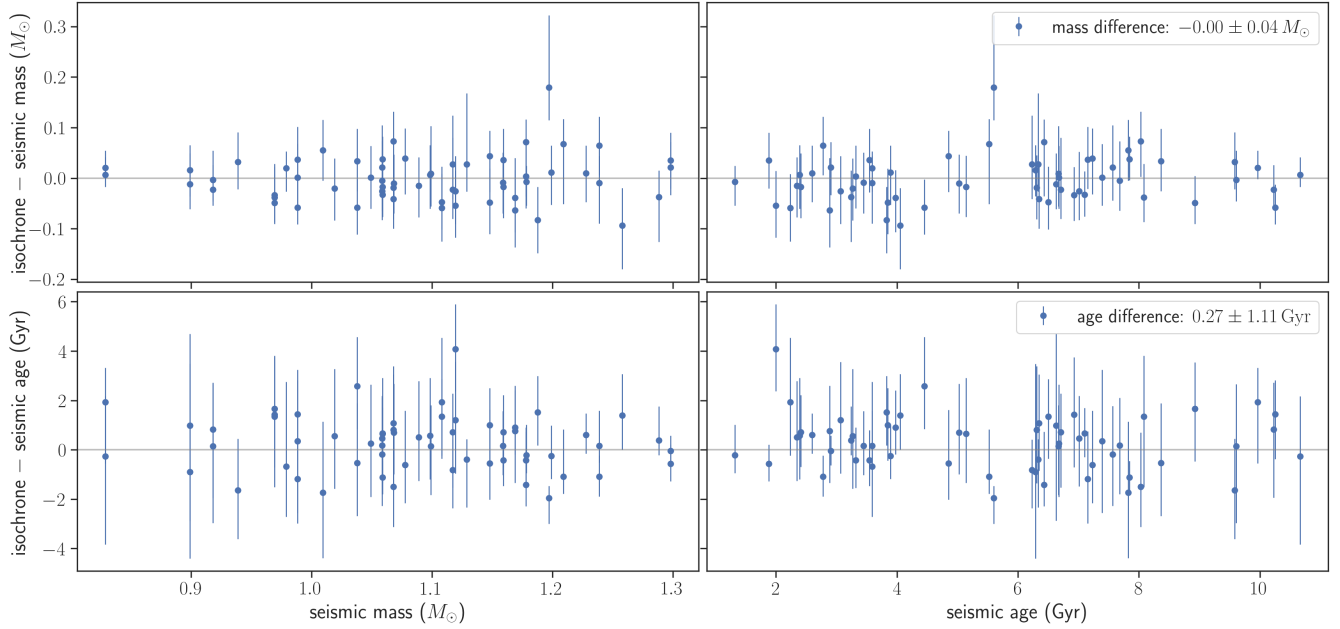 isochrone − seismic mass (M⊙)
0.3
0.2
0.1
0.0
−0.1
−0.2
mass difference: −0.00 ± 0.04 M⊙
isochrone − seismic age (Gyr)
6
4
2
0
−2
−4
age difference: 0.27 ± 1.11 Gyr
0.9 1.0 1.1 1.2 1.3
2 4 6 8 10
seismic mass (M⊙)
seismic age (Gyr)